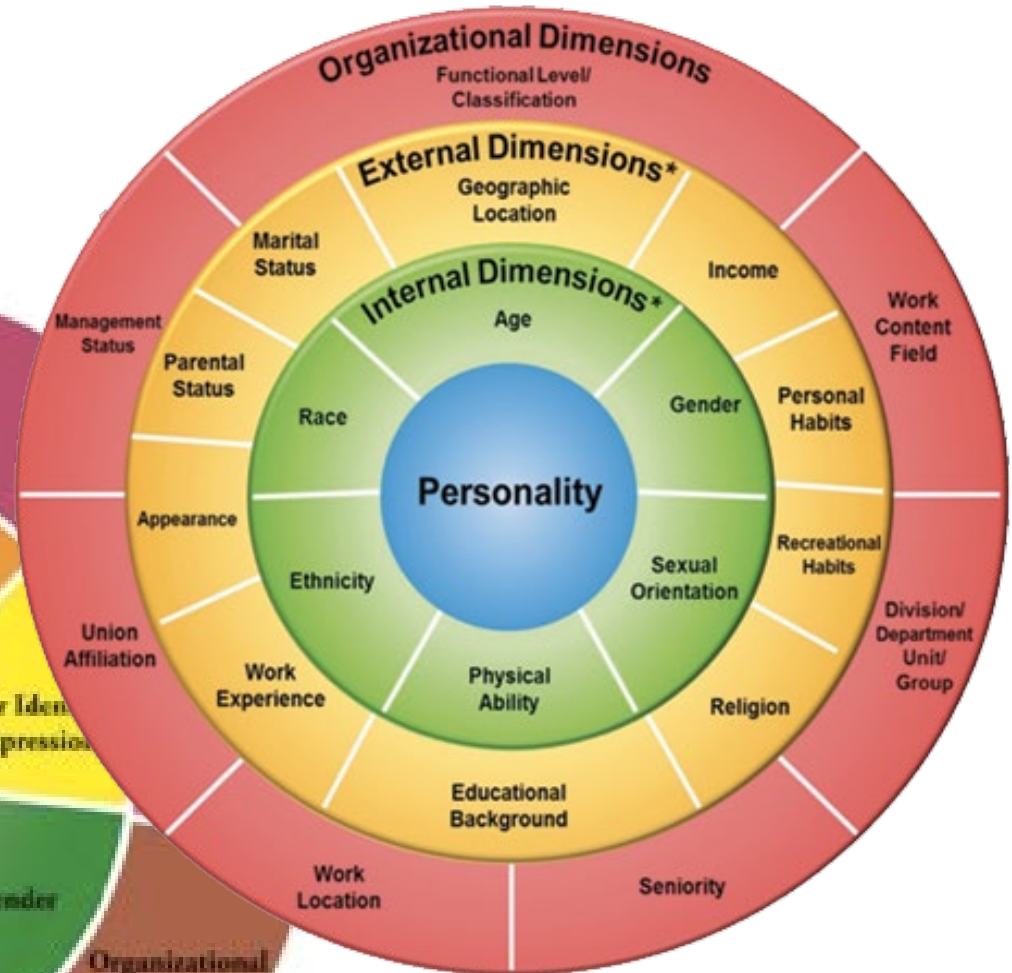 Organizational Dimensions
Functional Level/
Classification
External Dimensions*
Geographic
Location
Marital
Status
Income
Internal Dimensions*
Age
Management
Status
Work
Content
Field
Parental
Status
Personal
Habits
Race
Gender
Personality
Appearance
Recreational
Habits
Ethnicity
Sexual
Orientation
Union
Affiliation
Division/
Department
Unit/
Group
Work
Experience
Physical
Ability
Religion
Educational
Background
Work
Location
Seniority
Organizational